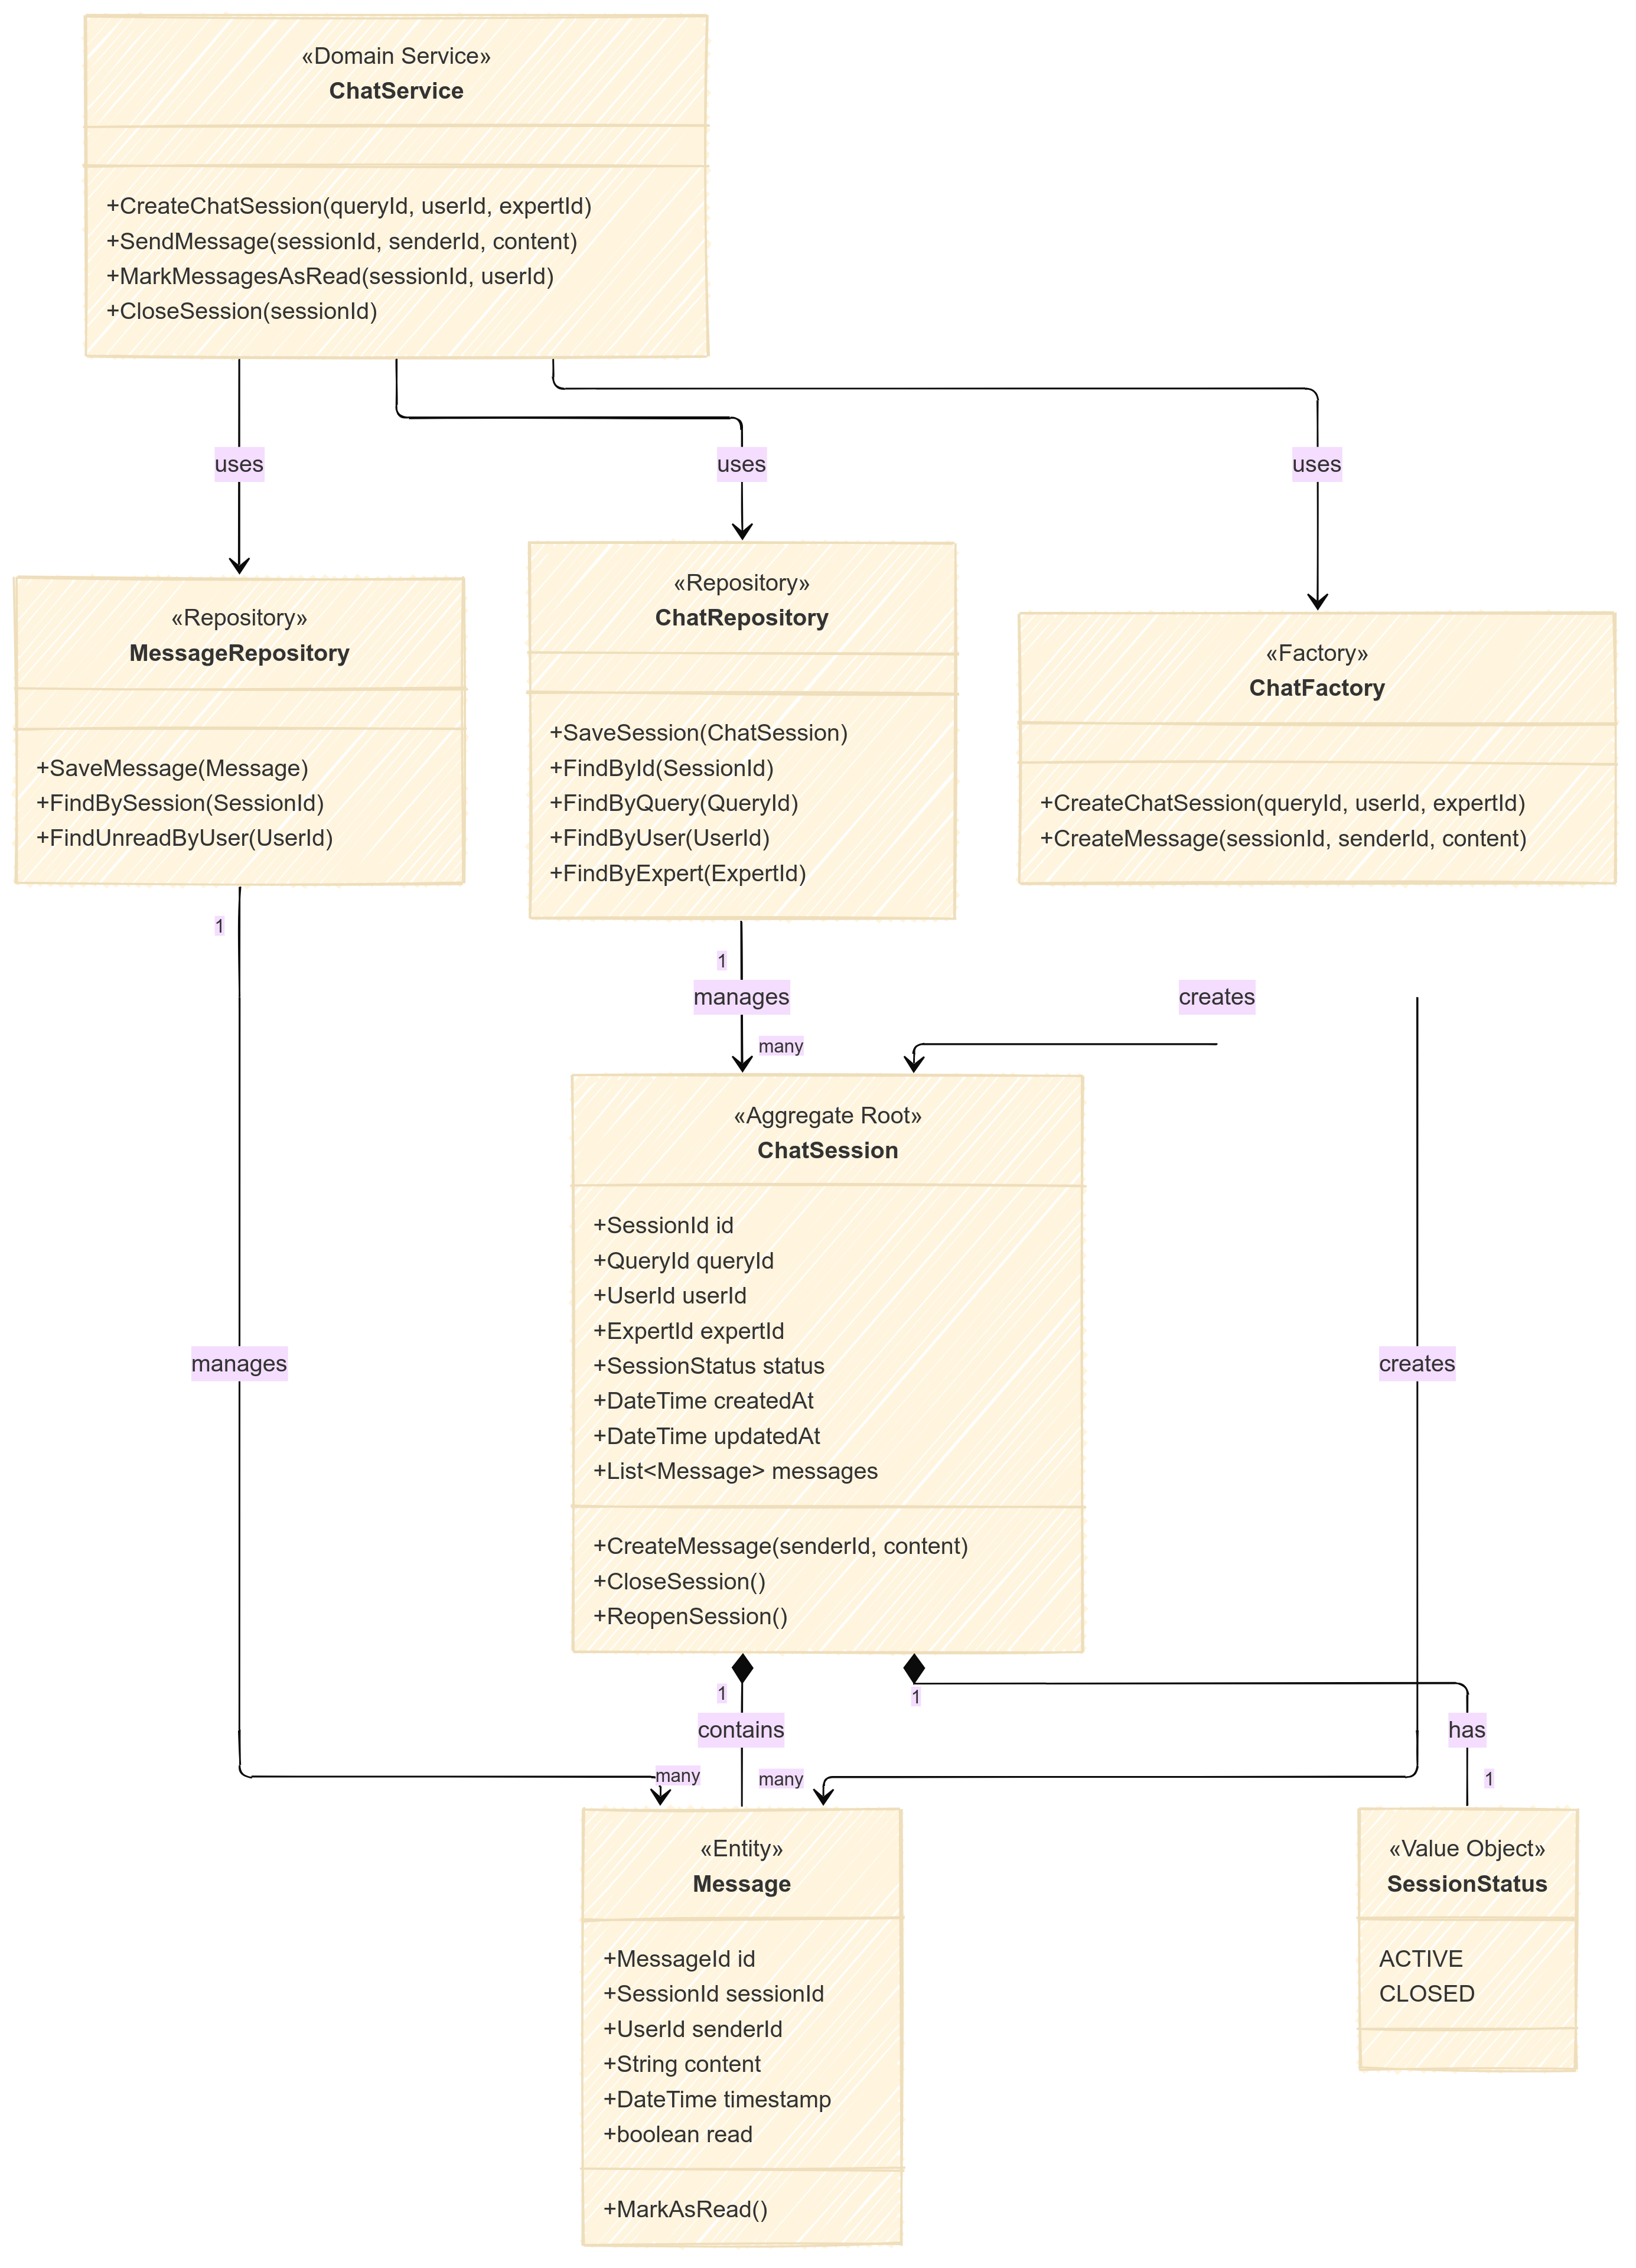 «Domain Service»
ChatService
+CreateChatSession(queryId, userId, expertId)
+SendMessage(sessionId, senderId, content)
+MarkMessagesAsRead(sessionId, userId)
+CloseSession(sessionId)
uses
uses
uses
«Repository»
MessageRepository
+SaveMessage(Message)
+FindBySession(SessionId)
+FindUnreadByUser(UserId)
«Repository»
ChatRepository
+SaveSession(ChatSession)
+FindById(SessionId)
+FindByQuery(QueryId)
+FindByUser(UserId)
+FindByExpert(ExpertId)
«Factory»
ChatFactory
+CreateChatSession(queryId, userId, expertId)
+CreateMessage(sessionId, senderId, content)
1
1
manages
creates
many
«Aggregate Root»
ChatSession
+SessionId id
+QueryId queryId
+UserId userId
+ExpertId expertId
+SessionStatus status
+DateTime createdAt
+DateTime updatedAt
+List<Message> messages
+CreateMessage(senderId, content)
+CloseSession()
+ReopenSession()
manages
creates
1
1
contains
has
many
many
1
«Entity»
Message
+MessageId id
+SessionId sessionId
+UserId senderId
+String content
+DateTime timestamp
+boolean read
+MarkAsRead()
«Value Object»
SessionStatus
ACTIVE
CLOSED